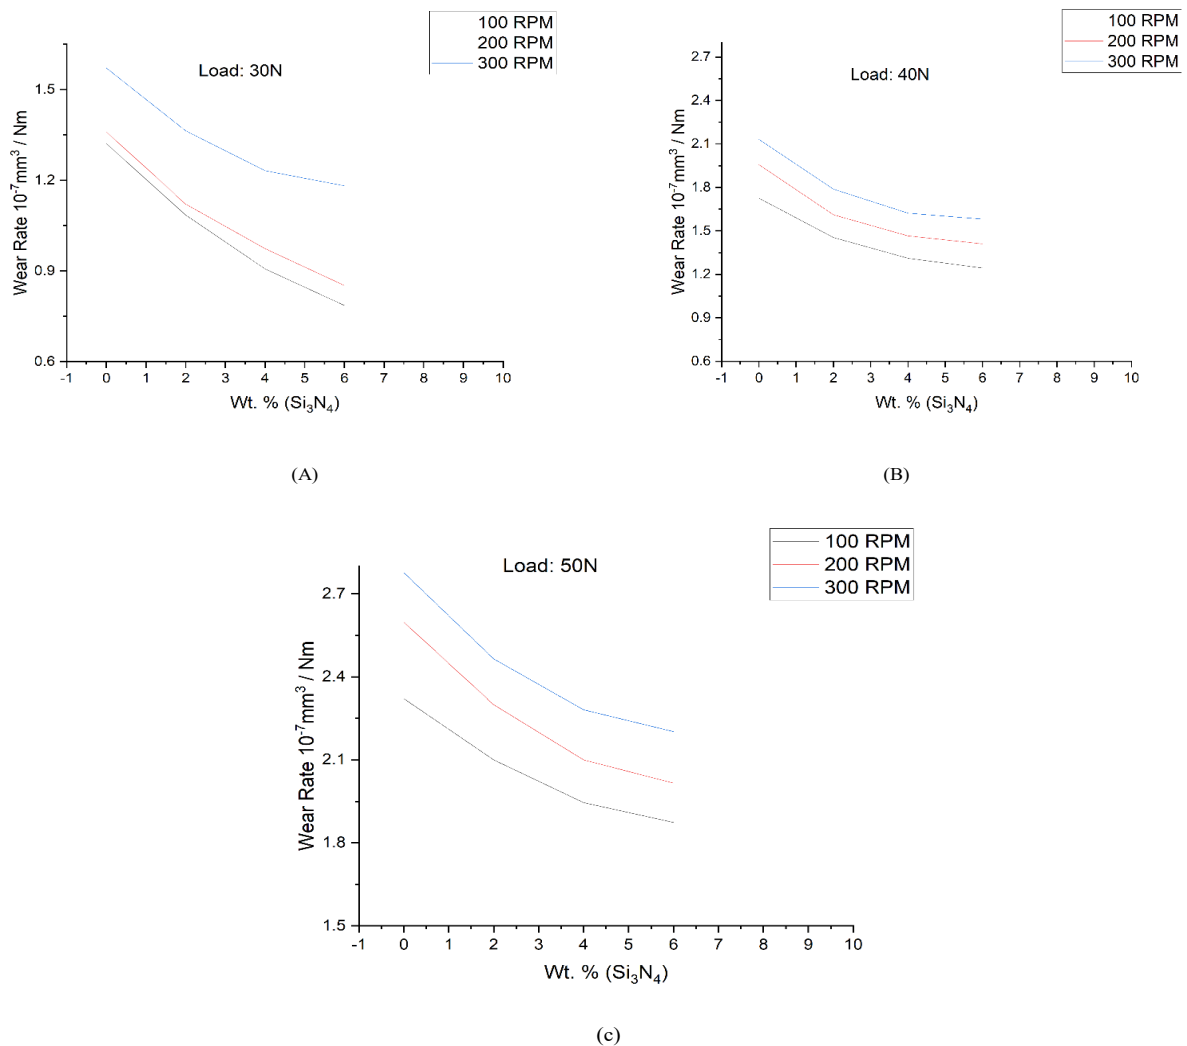 100 RPM
200 RPM
300 RPM
Load: 30N
1.5
1.2
0.9
0.6
-1 0 1 2 3 4 5 6 7 8 9 10
Wear Rate 10⁻⁷mm³ / Nm
Wt. % (Si₃N₄)
(A)
100 RPM
200 RPM
300 RPM
Load: 40N
2.7
2.4
2.1
1.8
1.5
1.2
0.9
0.6
-1 0 1 2 3 4 5 6 7 8 9 10
Wear Rate 10⁻⁷mm³ / Nm
Wt. % (Si₃N₄)
(B)
100 RPM
200 RPM
300 RPM
Load: 50N
2.7
2.4
2.1
1.8
1.5
-1 0 1 2 3 4 5 6 7 8 9 10
Wear Rate 10⁻⁷mm³ / Nm
Wt. % (Si₃N₄)
(c)